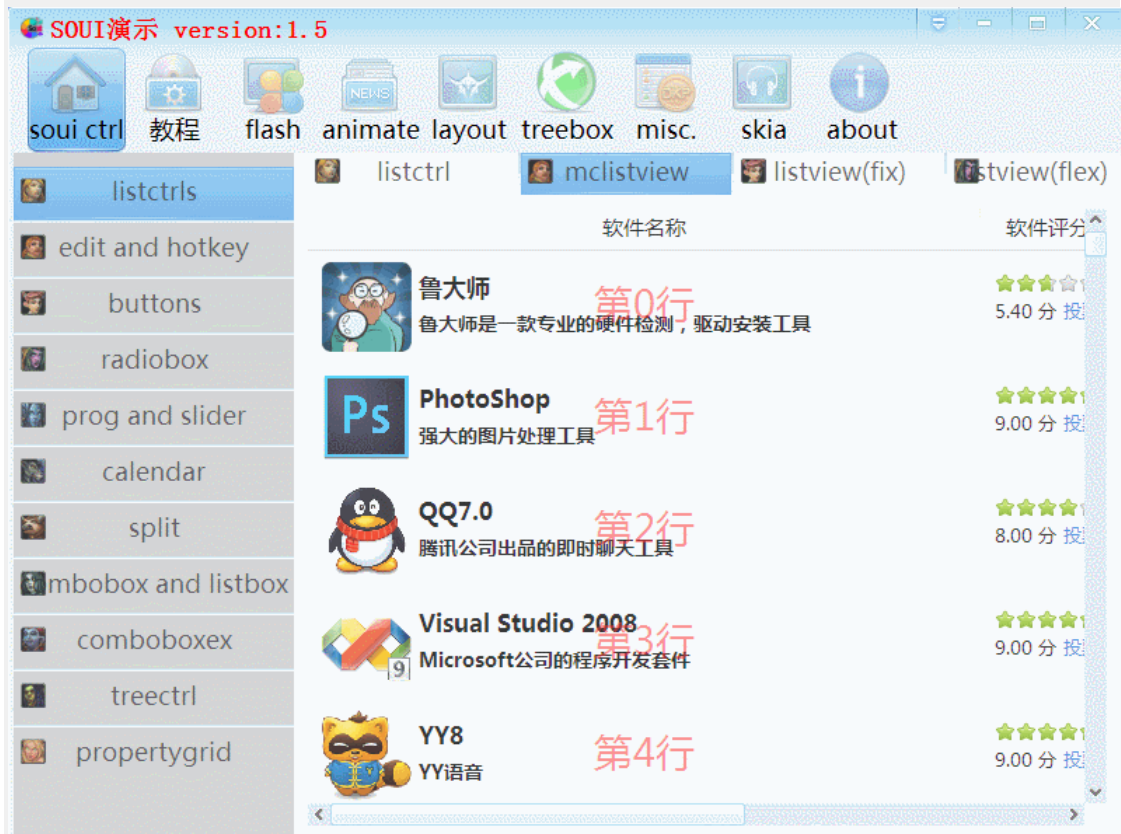 SOUI演示 version:1.5
NEWS
DKP
soui ctrl 教程 flash animate layout treebox misc. skia about
listctrl mclistview listview(fix) stview(flex)
listctrls
edit and hotkey
buttons
radiobox
prog and slider
calendar
split
mbobox and listbox
comboboxex
treectrl
propertygrid
软件名称 软件评分
鲁大师
第0行
鲁大师是一款专业的硬件检测，驱动安装工具
5.40 分 投
Ps
PhotoShop
第1行
强大的图片处理工具
9.00 分 投
QQ7.0
第2行
腾讯公司出品的即时聊天工具
8.00 分 投
Visual Studio 2008
第3行
9
Microsoft公司的程序开发套件
9.00 分 投
YY8
第4行
YY语音
9.00 分 投